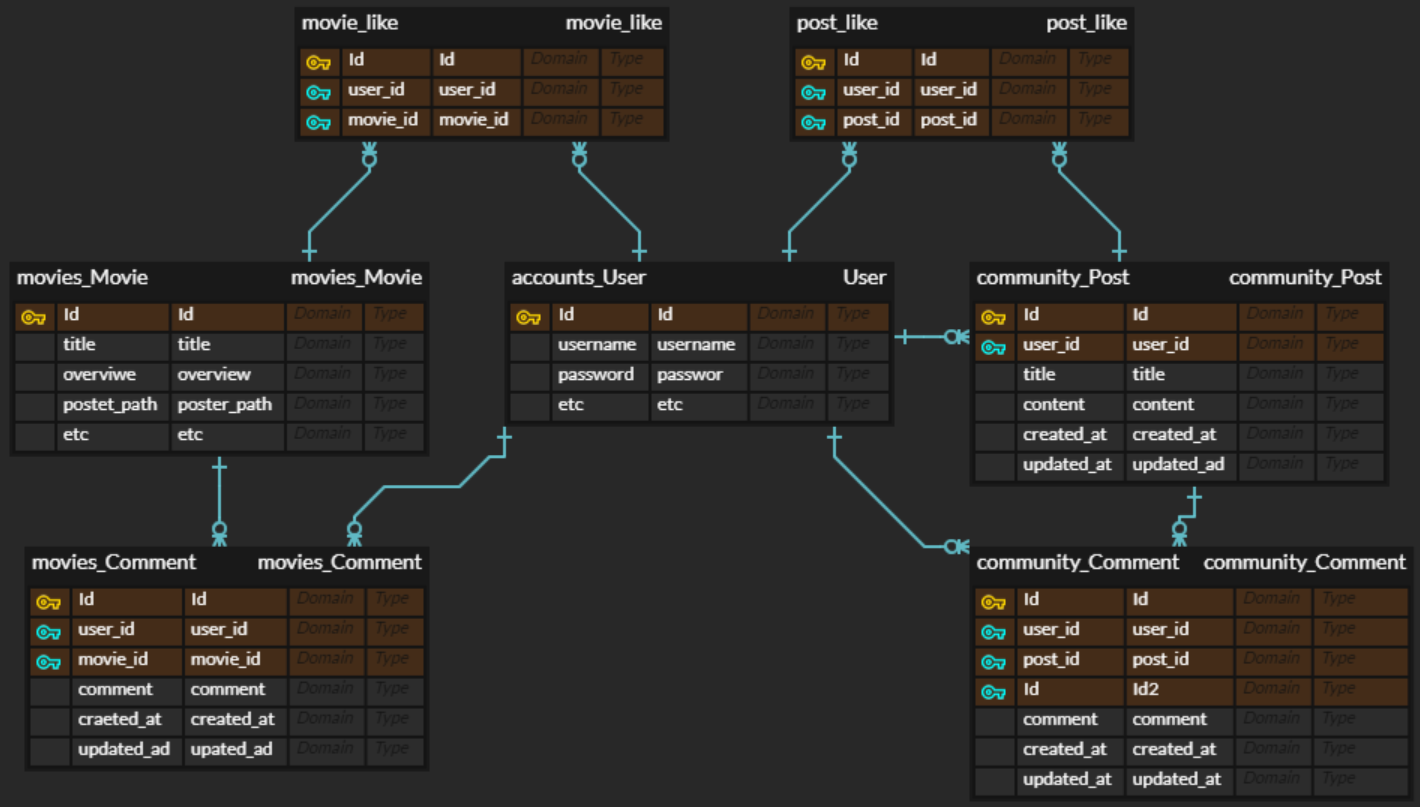 movie_like movie_like
Id Id Domain Type
user_id user_id Domain Type
movie_id movie_id Domain Type
post_like post_like
Id Id Domain Type
user_id user_id Domain Type
post_id post_id Domain Type
movies_Movie movies_Movie
Id Id Domain Type
title title Domain Type
overviwe overview Domain Type
postet_path poster_path Domain Type
etc etc Domain Type
accounts_User User
Id Id Domain Type
username username Domain Type
password passwor Domain Type
etc etc Domain Type
community_Post community_Post
Id Id Domain Type
user_id user_id Domain Type
title title Domain Type
content content Domain Type
created_at created_at Domain Type
updated_at updated_ad Domain Type
movies_Comment movies_Comment
Id Id Domain Type
user_id user_id Domain Type
movie_id movie_id Domain Type
comment comment Domain Type
craeted_at created_at Domain Type
updated_ad upated_ad Domain Type
community_Comment community_Comment
Id Id Domain Type
user_id user_id Domain Type
post_id post_id Domain Type
Id Id2 Domain Type
comment comment Domain Type
created_at created_at Domain Type
updated_at updated_at Domain Type